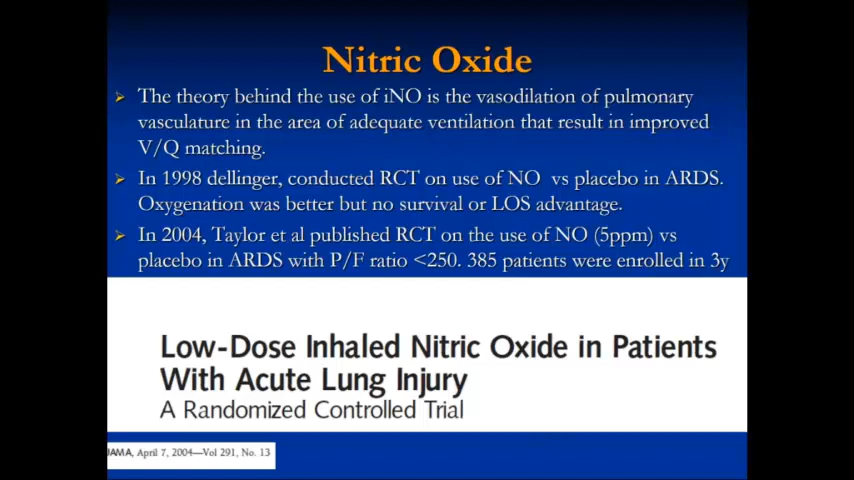 Nitric Oxide
The theory behind the use of iNO is the vasodilation of pulmonary
vasculature in the area of adequate ventilation that result in improved
V/Q matching.
In 1998 dellinger, conducted RCT on use of NO vs placebo in ARDS.
Oxygenation was better but no survival or LOS advantage.
In 2004, Taylor et al published RCT on the use of NO (5ppm) vs
placebo in ARDS with P/F ratio <250. 385 patients were enrolled in 3y
Low-Dose Inhaled Nitric Oxide in Patients
With Acute Lung Injury
A Randomized Controlled Trial
JAMA, April 7, 2004—Vol 291, No. 13